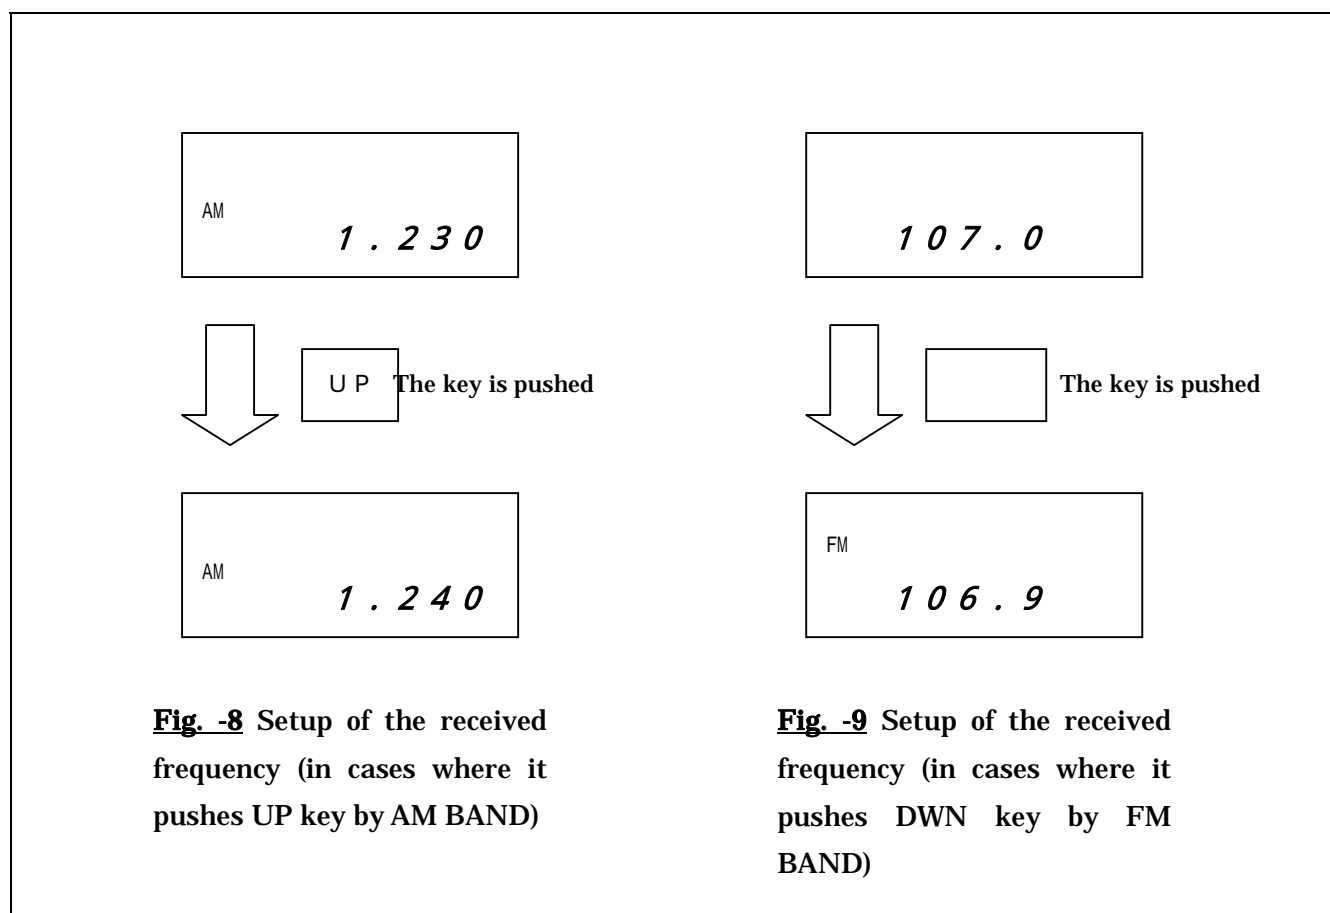 AM
1.230
UP The key is pushed
AM
1.240
Fig. -8 Setup of the received
frequency (in cases where it
pushes UP key by AM BAND)
107.0
The key is pushed
FM
106.9
Fig. -9 Setup of the received
frequency (in cases where it
pushes DWN key by FM
BAND)